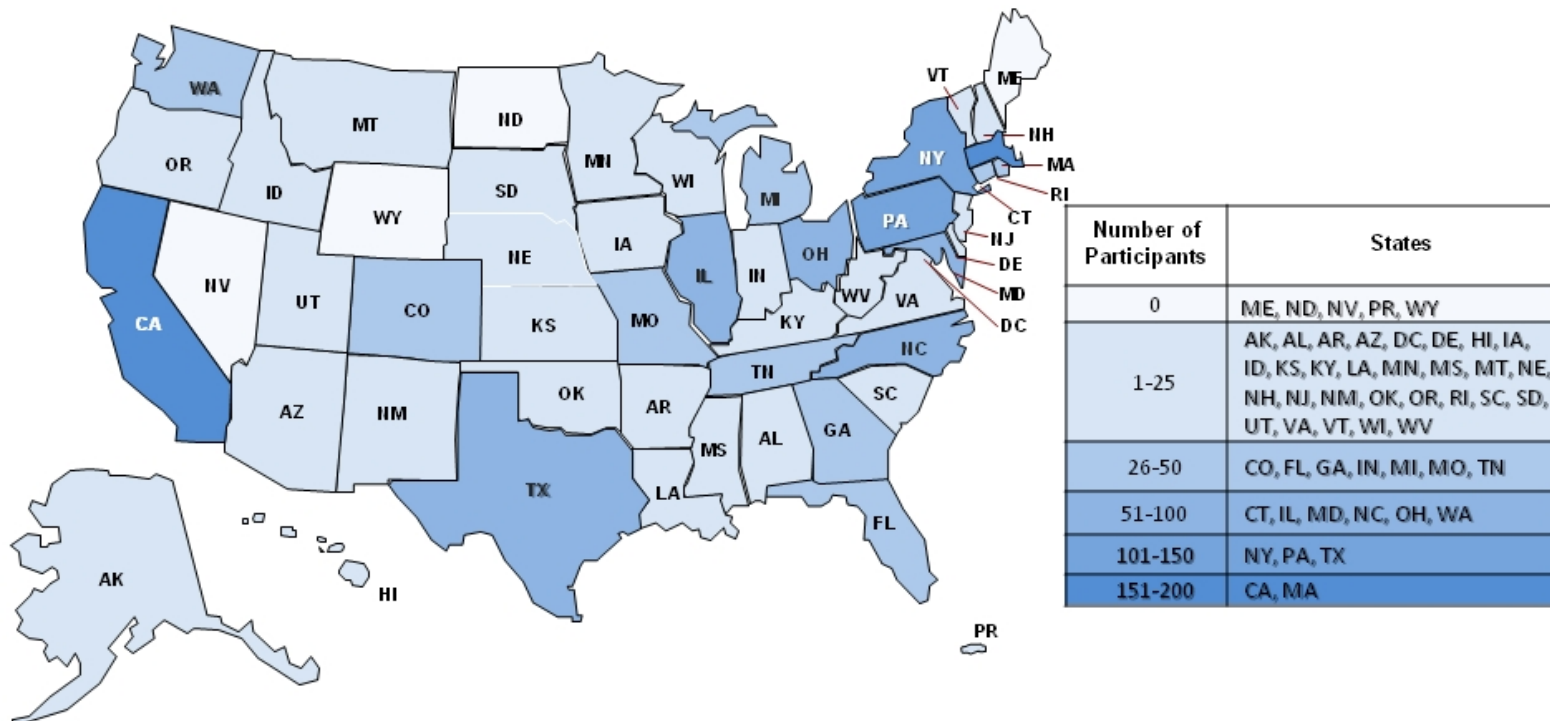 VT
ME
WA
ND
MT
NH
MN
NY
OR
MA
WI
ID
SD
MI
RI
WY
CT
PA
IA
NJ
NE
OH
DE
IN
IL
NV
MD
WV
UT
VA
CO
DC
CA
KS
MO
KY
NC
TN
OK
SC
AZ
NM
AR
GA
AL
MS
TX
LA
FL
AK
HI
PR
Number of Participants
States
0
ME, ND, NV, PR, WY
1-25
AK, AL, AR, AZ, DC, DE, HI, IA,
ID, KS, KY, LA, MN, MS, MT, NE,
NH, NJ, NM, OK, OR, RI, SC, SD,
UT, VA, VT, WI, WV
26-50
CO, FL, GA, IN, MI, MO, TN
51-100
CT, IL, MD, NC, OH, WA
101-150
NY, PA, TX
151-200
CA, MA